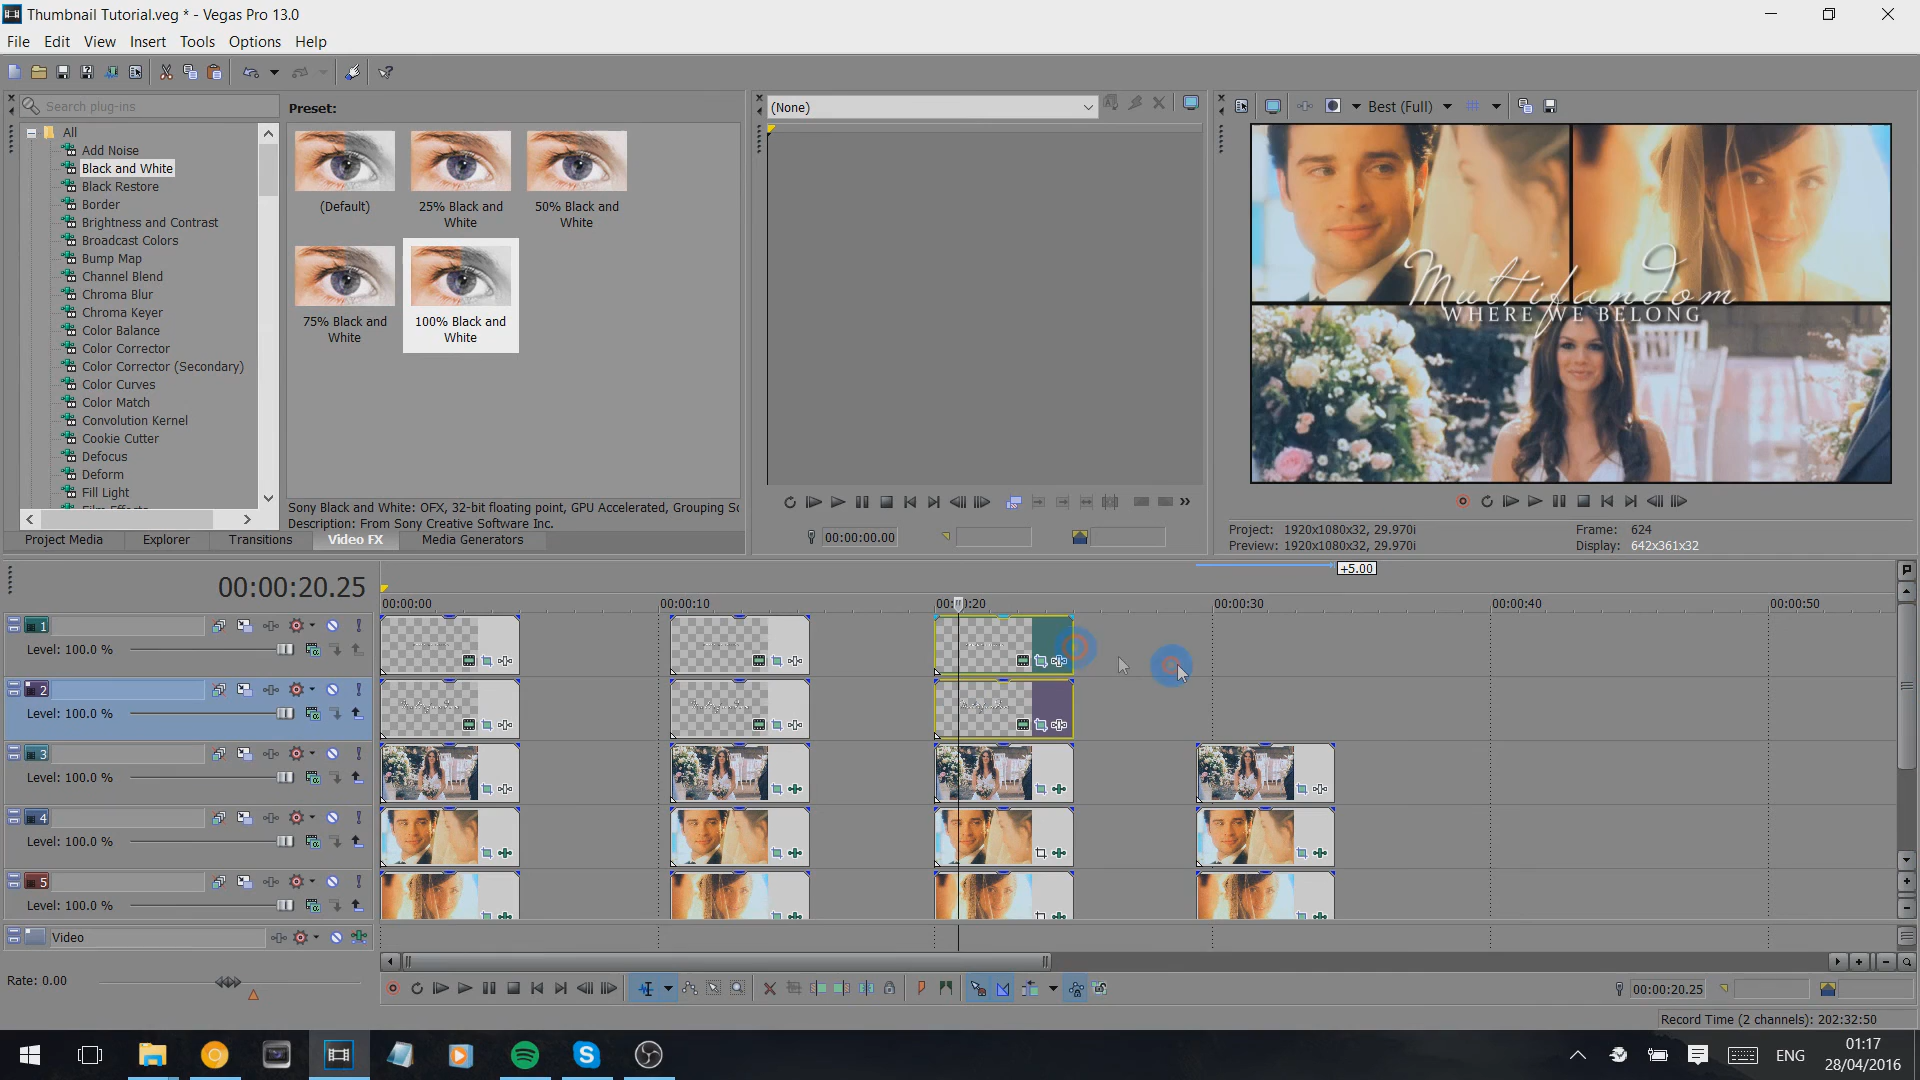 Thumbnail Tutorial.veg * - Vegas Pro 13.0
File Edit View Insert Tools Options Help
Search plug-ins
Preset:
(None)
Best (Full)
All
Add Noise
Black and White
Black Restore
Border
Brightness and Contrast
Broadcast Colors
Bump Map
Channel Blend
Chroma Blur
Chroma Keyer
Color Balance
Color Corrector
Color Corrector (Secondary)
Color Curves
Color Match
Convolution Kernel
Cookie Cutter
Defocus
Deform
Fill Light
(Default)
25% Black and
White
50% Black and
White
75% Black and
White
100% Black and
White
Sony Black and White: OFX, 32-bit floating point, GPU Accelerated, Grouping Sc
Description: From Sony Creative Software Inc.
Project Media Explorer Transitions Video FX Media Generators
00:00:00.00
Multifandom
WHERE WE BELONG
Project: 1920x1080x32, 29.970i
Preview: 1920x1080x32, 29.970i
Frame: 624
Display: 642x361x32
+5.00
00:00:20.25
00:00:00 00:00:10 00:00:20 00:00:30 00:00:40 00:00:50
1
Level: 100.0 %
2
Level: 100.0 %
3
Level: 100.0 %
4
Level: 100.0 %
5
Level: 100.0 %
Video
Rate: 0.00
00:00:20.25
Record Time (2 channels): 202:32:50
ENG
01:17
28/04/2016